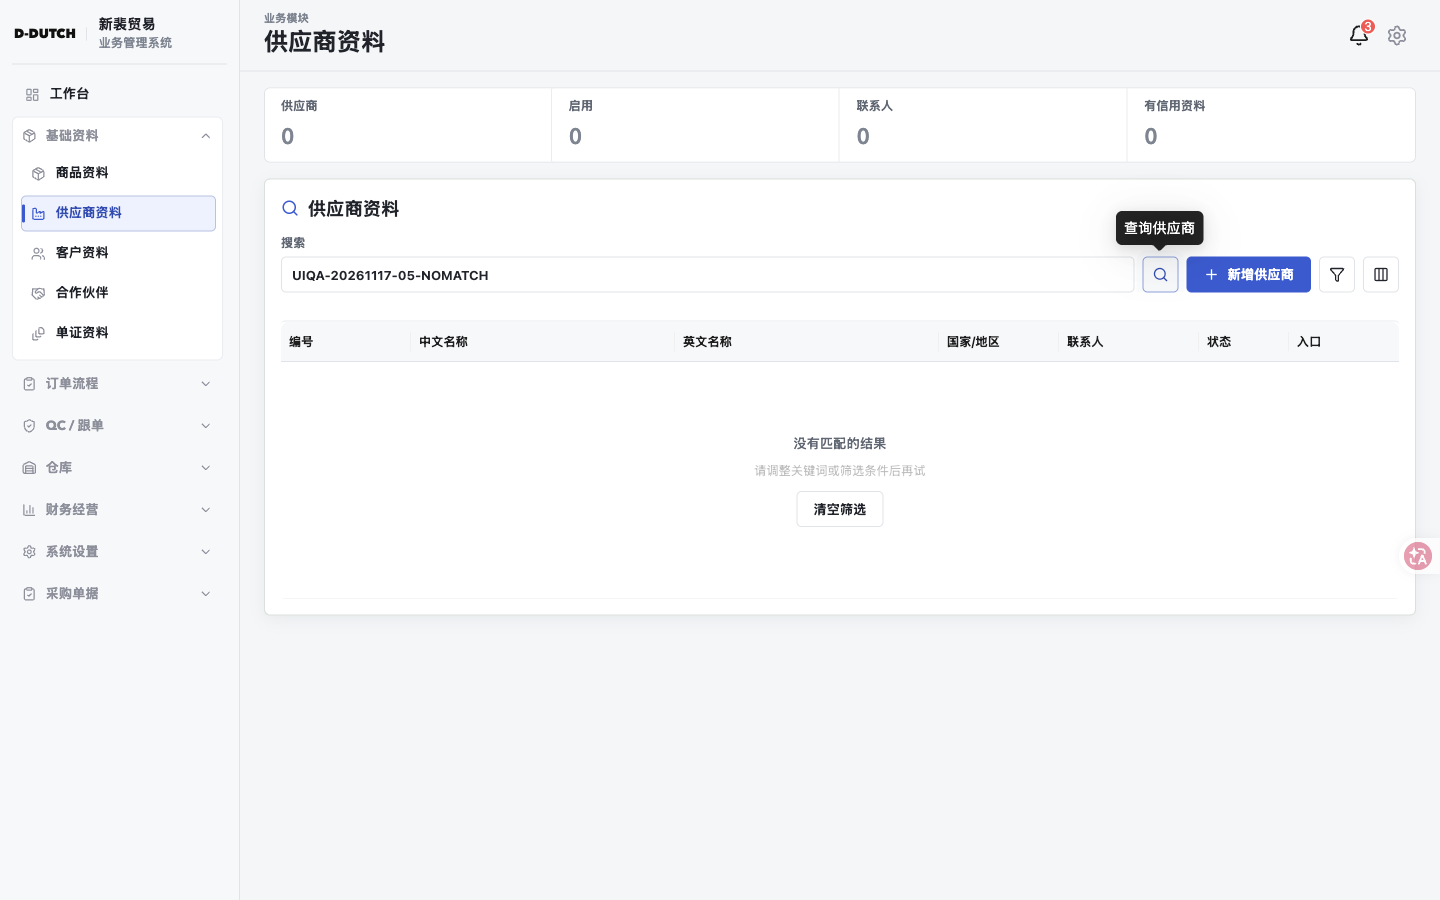 D-DUTCH
新裴贸易
业务管理系统
工作台
基础资料
商品资料
供应商资料
客户资料
合作伙伴
单证资料
订单流程
QC / 跟单
仓库
财务经营
系统设置
采购单据
业务模块
供应商资料
3
供应商
0
启用
0
联系人
0
有信用资料
0
供应商资料
搜索
查询供应商
UIQA-20261117-05-NOMATCH
新增供应商
编号 中文名称 英文名称 国家/地区 联系人 状态 入口
没有匹配的结果
请调整关键词或筛选条件后再试
清空筛选